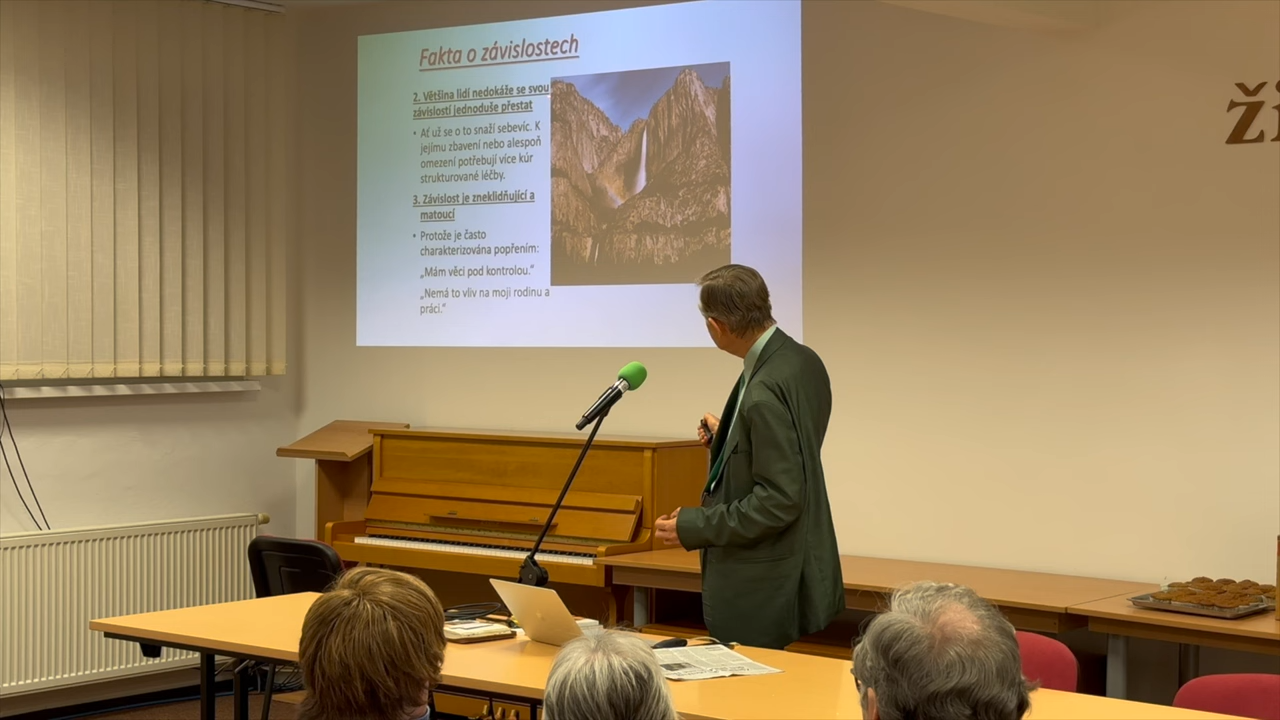 Fakta o závislostech
2. Většina lidí nedokáže se svou
závislostí jednoduše přestat
• Ať už se o to snaží sebevíc. K
jejímu zbavení nebo alespoň
omezení potřebují více kúr
strukturované léčby.
3. Závislost je zneklidňující a
matoucí
• Protože je často
charakterizována popřením:
„Mám věci pod kontrolou.“
„Nemá to vliv na moji rodinu a
práci.“
ži